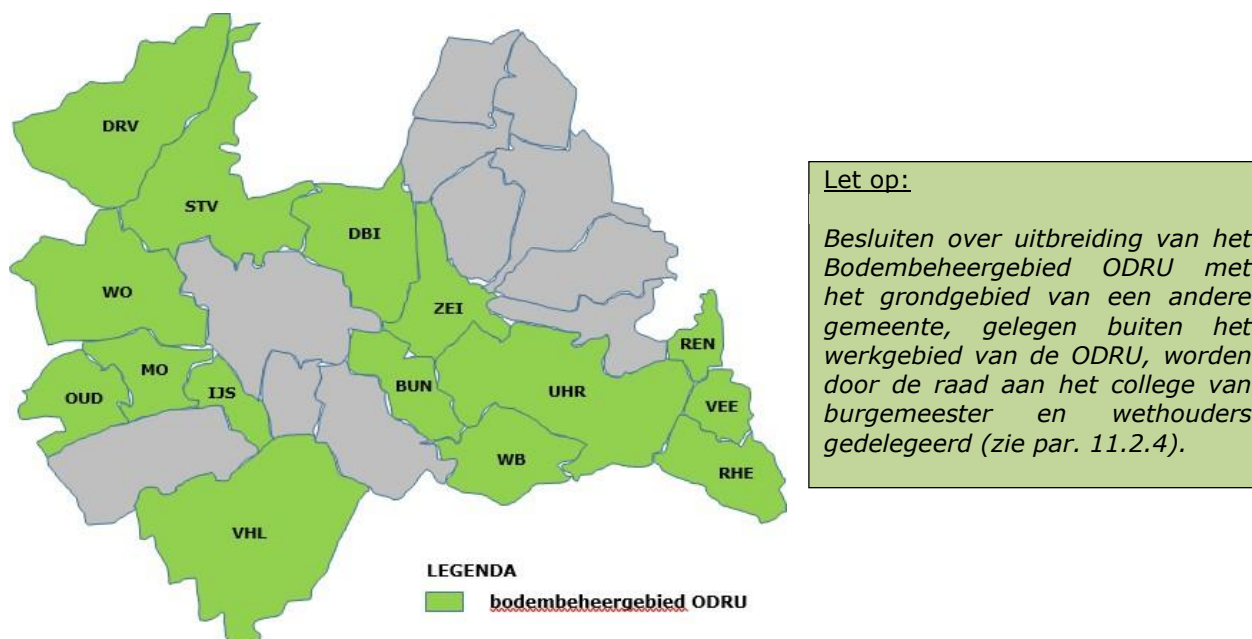 DRV
STV
DBI
WO
ZEI
REN
MO
IJS
OUD
BUN
UHR
VEE
WB
RHE
VHL
LEGENDA
bodembeheergebied ODRU
Let op:
Besluiten over uitbreiding van het
Bodembeheergebied ODRU met
het grondgebied van een andere
gemeente, gelegen buiten het
werkgebied van de ODRU, worden
door de raad aan het college van
burgemeester en wethouders
gedelegeerd (zie par. 11.2.4).